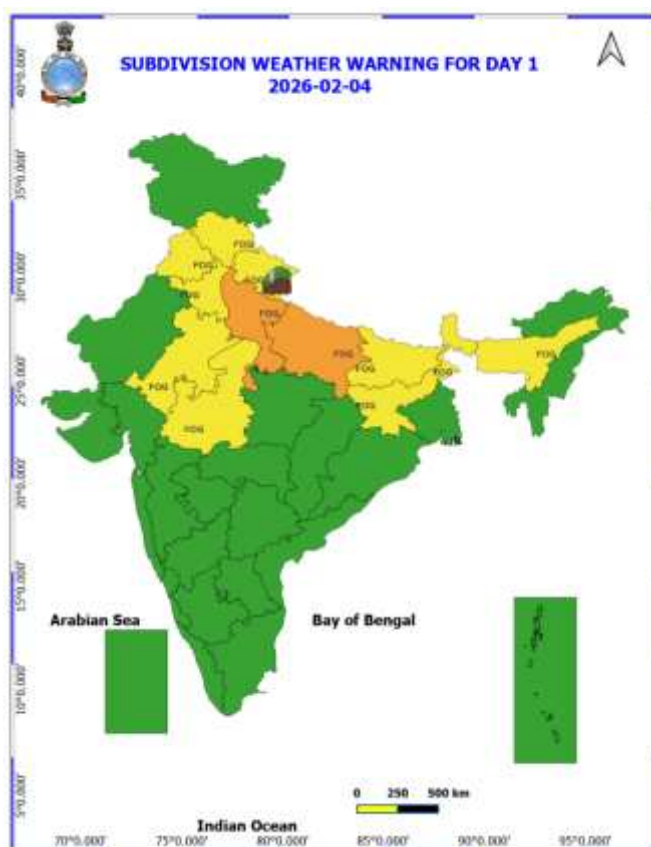 SUBDIVISION WEATHER WARNING FOR DAY 1
2026-02-04
40°0.000'
35°0.000'
30°0.000'
25°0.000'
20°0.000'
15°0.000'
10°0.000'
5°0.000'
FOG
FOG
FOG
FOG
FOG
FOG
FOG
FOG
FOG
FOG
FOG
FOG
Arabian Sea
Bay of Bengal
0 250 500 km
Indian Ocean
70°0.000' 75°0.000' 80°0.000' 85°0.000' 90°0.000' 95°0.000'